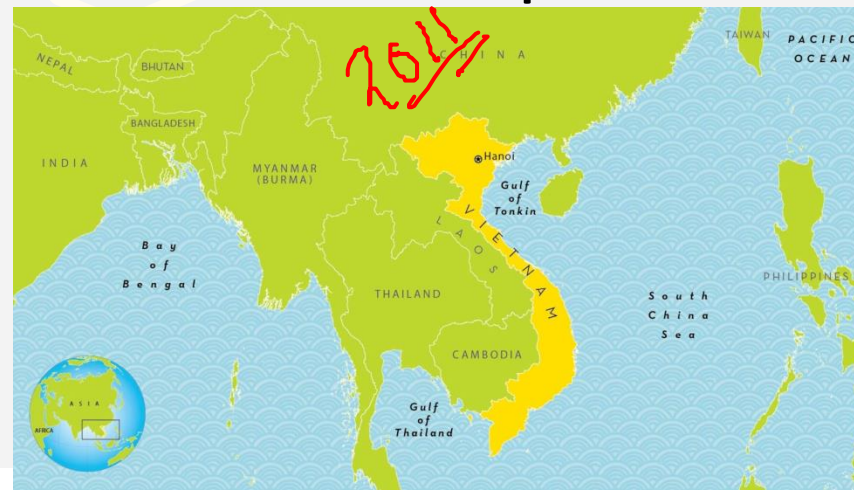 TAIWAN
PACIFIC
OCEAN
CHINA
NEPAL
BHUTAN
BANGLADESH
INDIA
MYANMAR
(BURMA)
Hanoi
Gulf
of
Tonkin
VIETNAM
LAOS
Bay
of
Bengal
THAILAND
PHILIPPINES
South
China
Sea
CAMBODIA
Gulf
of
Thailand
ASIA
AFRICA